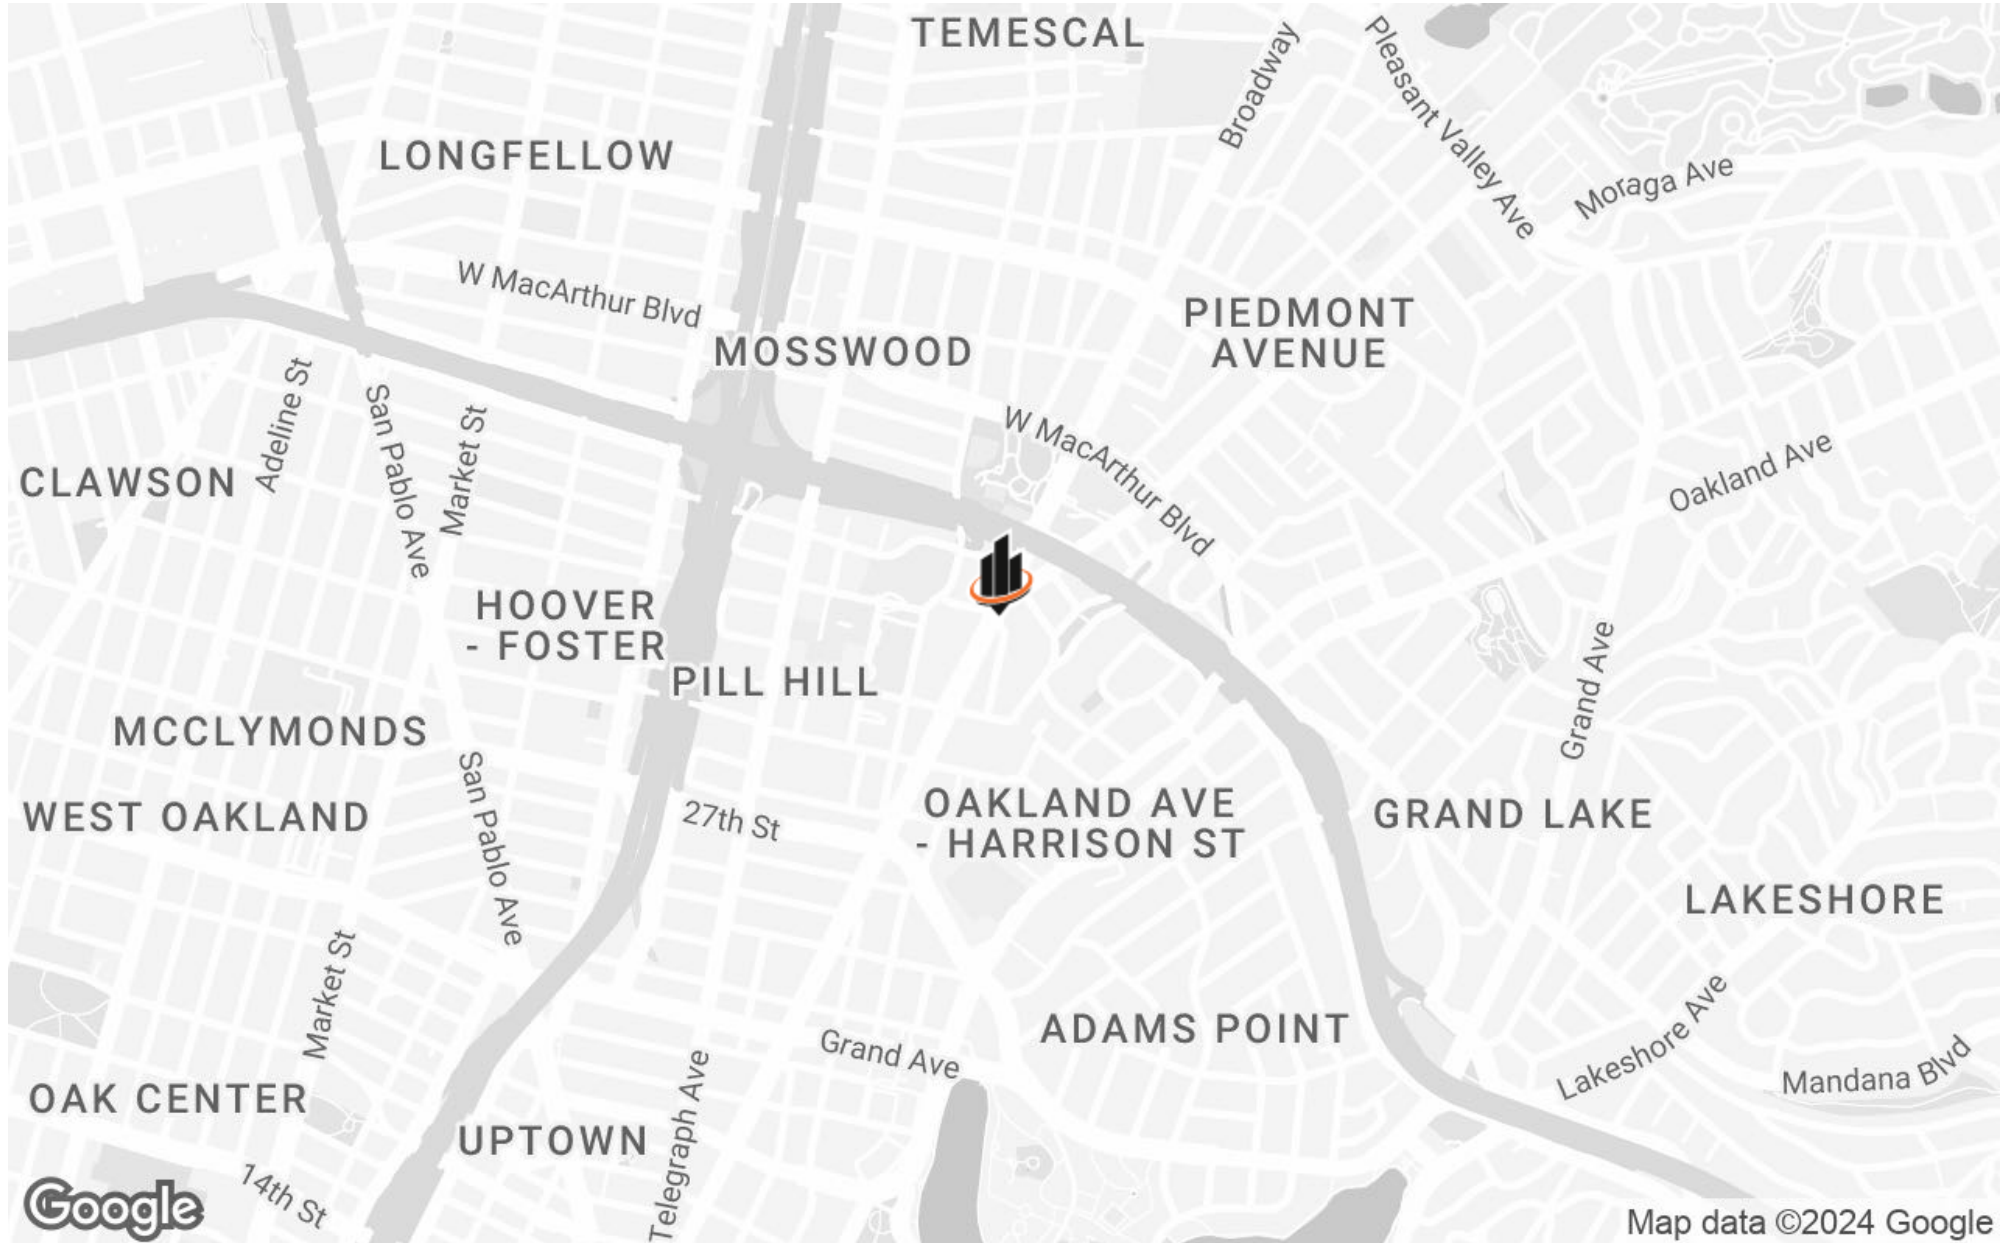 TEMESCAL
Broadway
Pleasant Valley Ave
LONGFELLOW
Moraga Ave
W MacArthur Blvd
PIEDMONT
AVENUE
MOSSWOOD
Adeline St
San Pablo Ave
Market St
W MacArthur Blvd
Oakland Ave
CLAWSON
HOOVER
- FOSTER
Grand Ave
PILL HILL
MCCLYMONDS
San Pablo Ave
WEST OAKLAND
27th St
OAKLAND AVE
- HARRISON ST
GRAND LAKE
LAKESHORE
Market St
Lakeshore Ave
ADAMS POINT
Grand Ave
Mandana Blvd
OAK CENTER
Telegraph Ave
UPTOWN
14th St
Google
Map data ©2024 Google